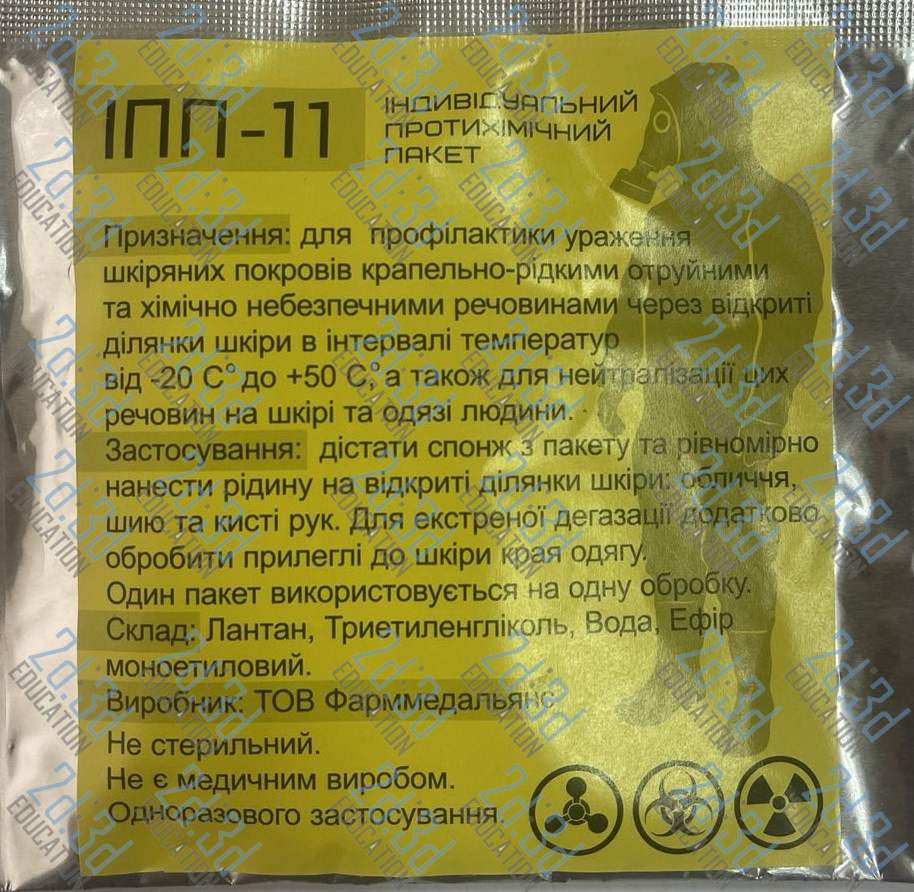 ІПП-11
ІНДИВІДУАЛЬНИЙ
ПРОТИХІМІЧНИЙ
ПАКЕТ
Призначення: для профілактики ураження
шкіряних покровів крапельно-рідкими отруйними
та хімічно небезпечними речовинами через відкриті
ділянки шкіри в інтервалі температур
від -20 С° до +50 С°, а також для нейтралізації цих
речовин на шкірі та одязі людини.
Застосування: дістати спонж з пакету та рівномірно
нанести рідину на відкриті ділянки шкіри: обличчя,
шию та кисті рук. Для екстреної дегазації додатково
обробити прилеглі до шкіри края одягу.
Один пакет використовується на одну обробку.
Склад: Лантан, Триетиленгліколь, Вода, Ефір
моноетиловий.
Виробник: ТОВ Фарммедальянс
Не стерильний.
Не є медичним виробом.
Одноразового застосування.
2d:3d
EDUCATION